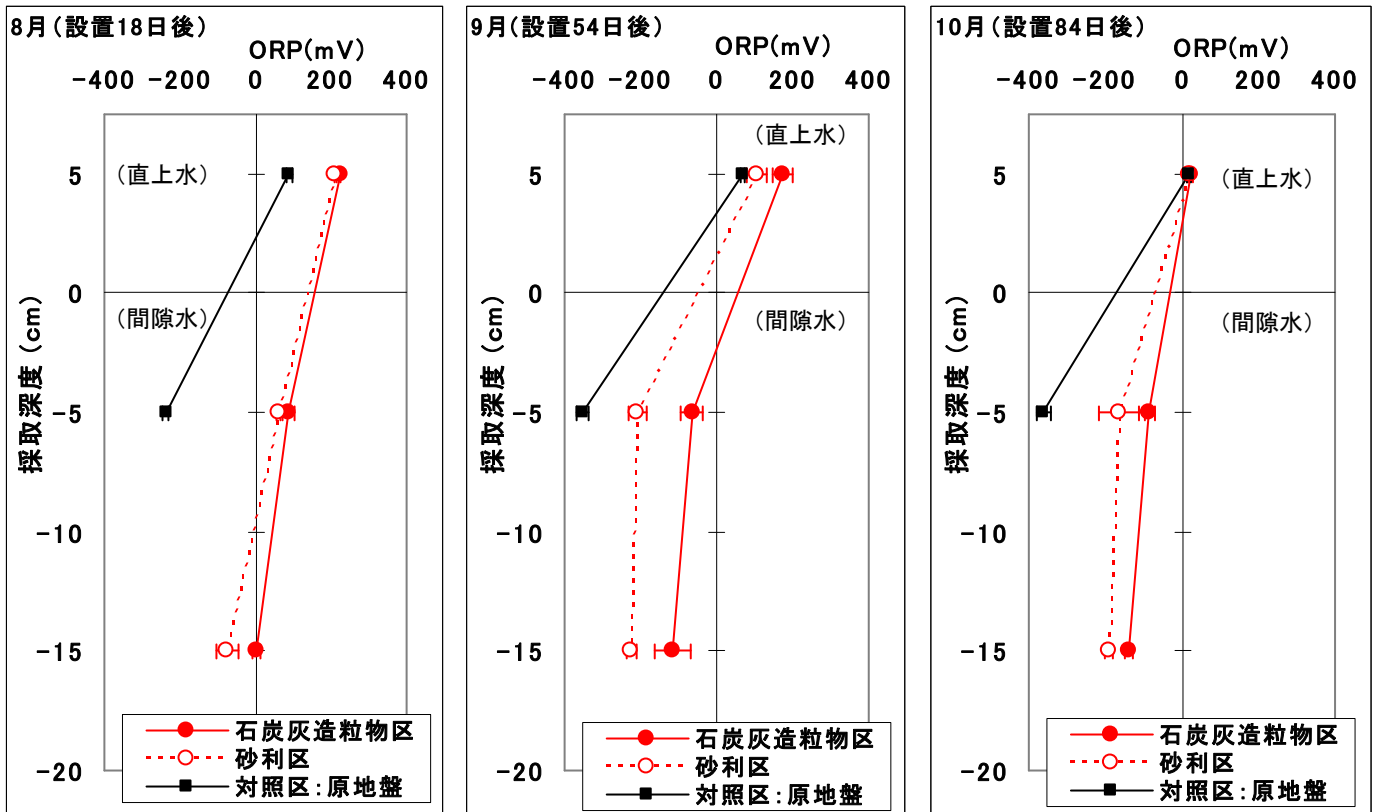 8月(設置18日後)
ORP(mV)
-400 -200 0 200 400
(直上水)
(間隙水)
採取深度(cm)
5
0
-5
-10
-15
-20
石炭灰造粒物区
砂利区
対照区:原地盤
9月(設置54日後)
ORP(mV)
-400 -200 0 200 400
(直上水)
(間隙水)
採取深度(cm)
5
0
-5
-10
-15
-20
石炭灰造粒物区
砂利区
対照区:原地盤
10月(設置84日後)
ORP(mV)
-400 -200 0 200 400
(直上水)
(間隙水)
採取深度(cm)
5
0
-5
-10
-15
-20
石炭灰造粒物区
砂利区
対照区:原地盤